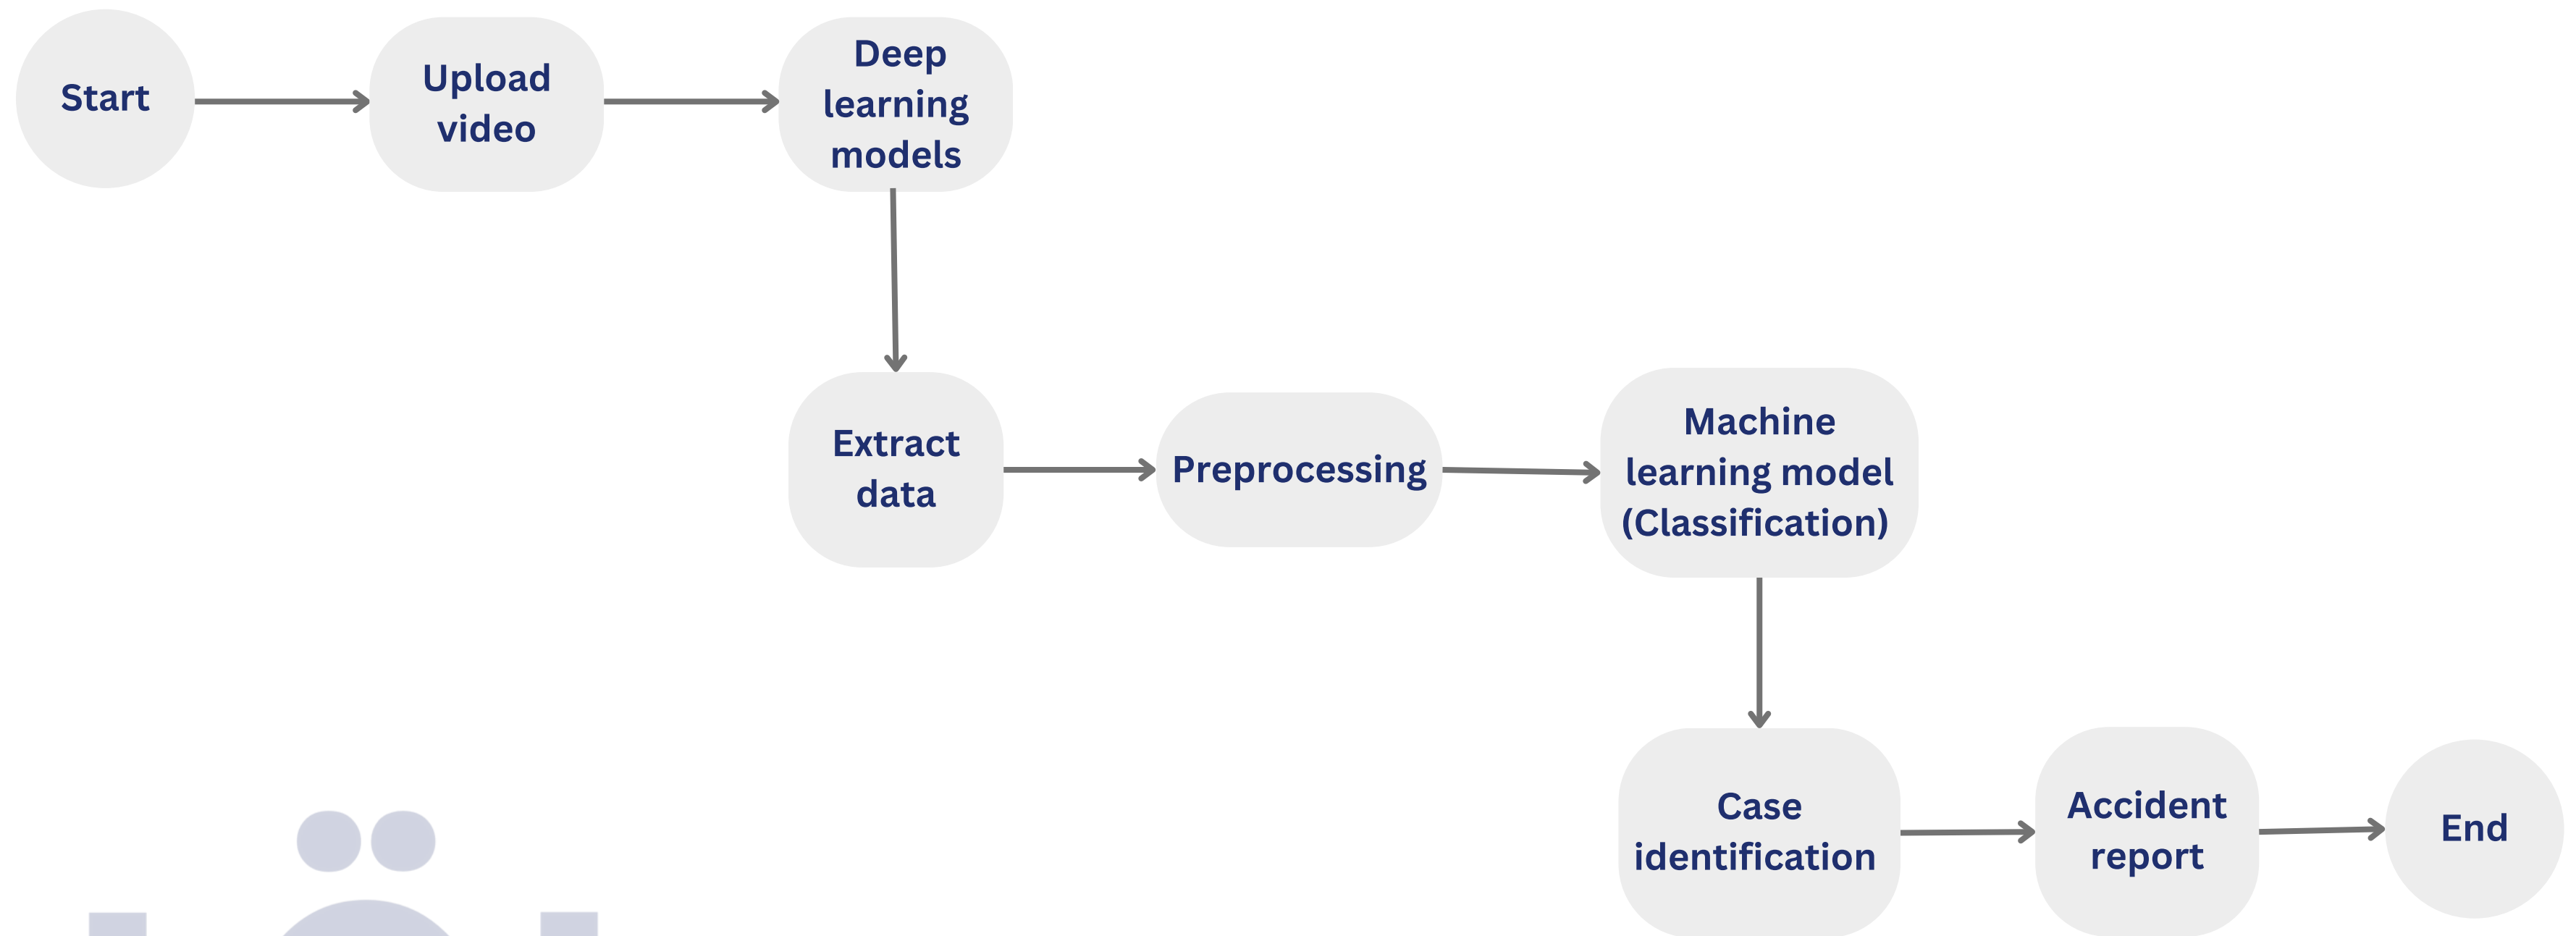 Start
Upload
video
Deep
learning
models
Extract
data
Preprocessing
Machine
learning model
(Classification)
Case
identification
Accident
report
End